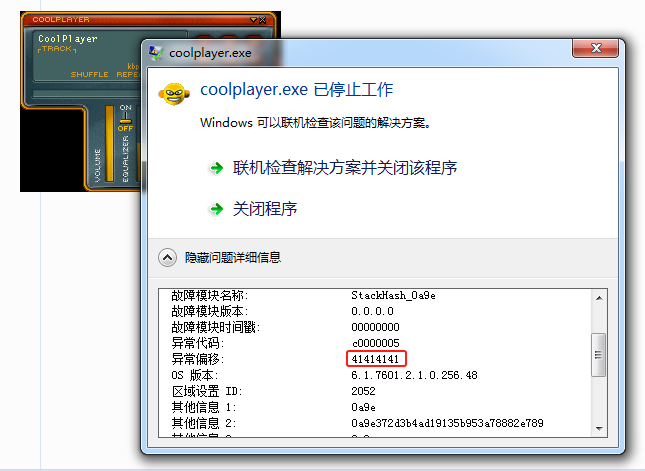 COOLPLAYER
CoolPlayer
TRACK
SHUFFLE
VOLUME
EQUALIZER
ON
OFF
coolplayer.exe
coolplayer.exe 已停止工作
Windows 可以联机检查该问题的解决方案。
联机检查解决方案并关闭该程序
关闭程序
隐藏问题详细信息
故障模块名称: StackHash_0a9e
故障模块版本: 0.0.0.0
故障模块时间戳: 00000000
异常代码: c0000005
异常偏移: 41414141
OS 版本: 6.1.7601.2.1.0.256.48
区域设置 ID: 2052
其他信息 1: 0a9e
其他信息 2: 0a9e372d3b4ad19135b953a78882e789